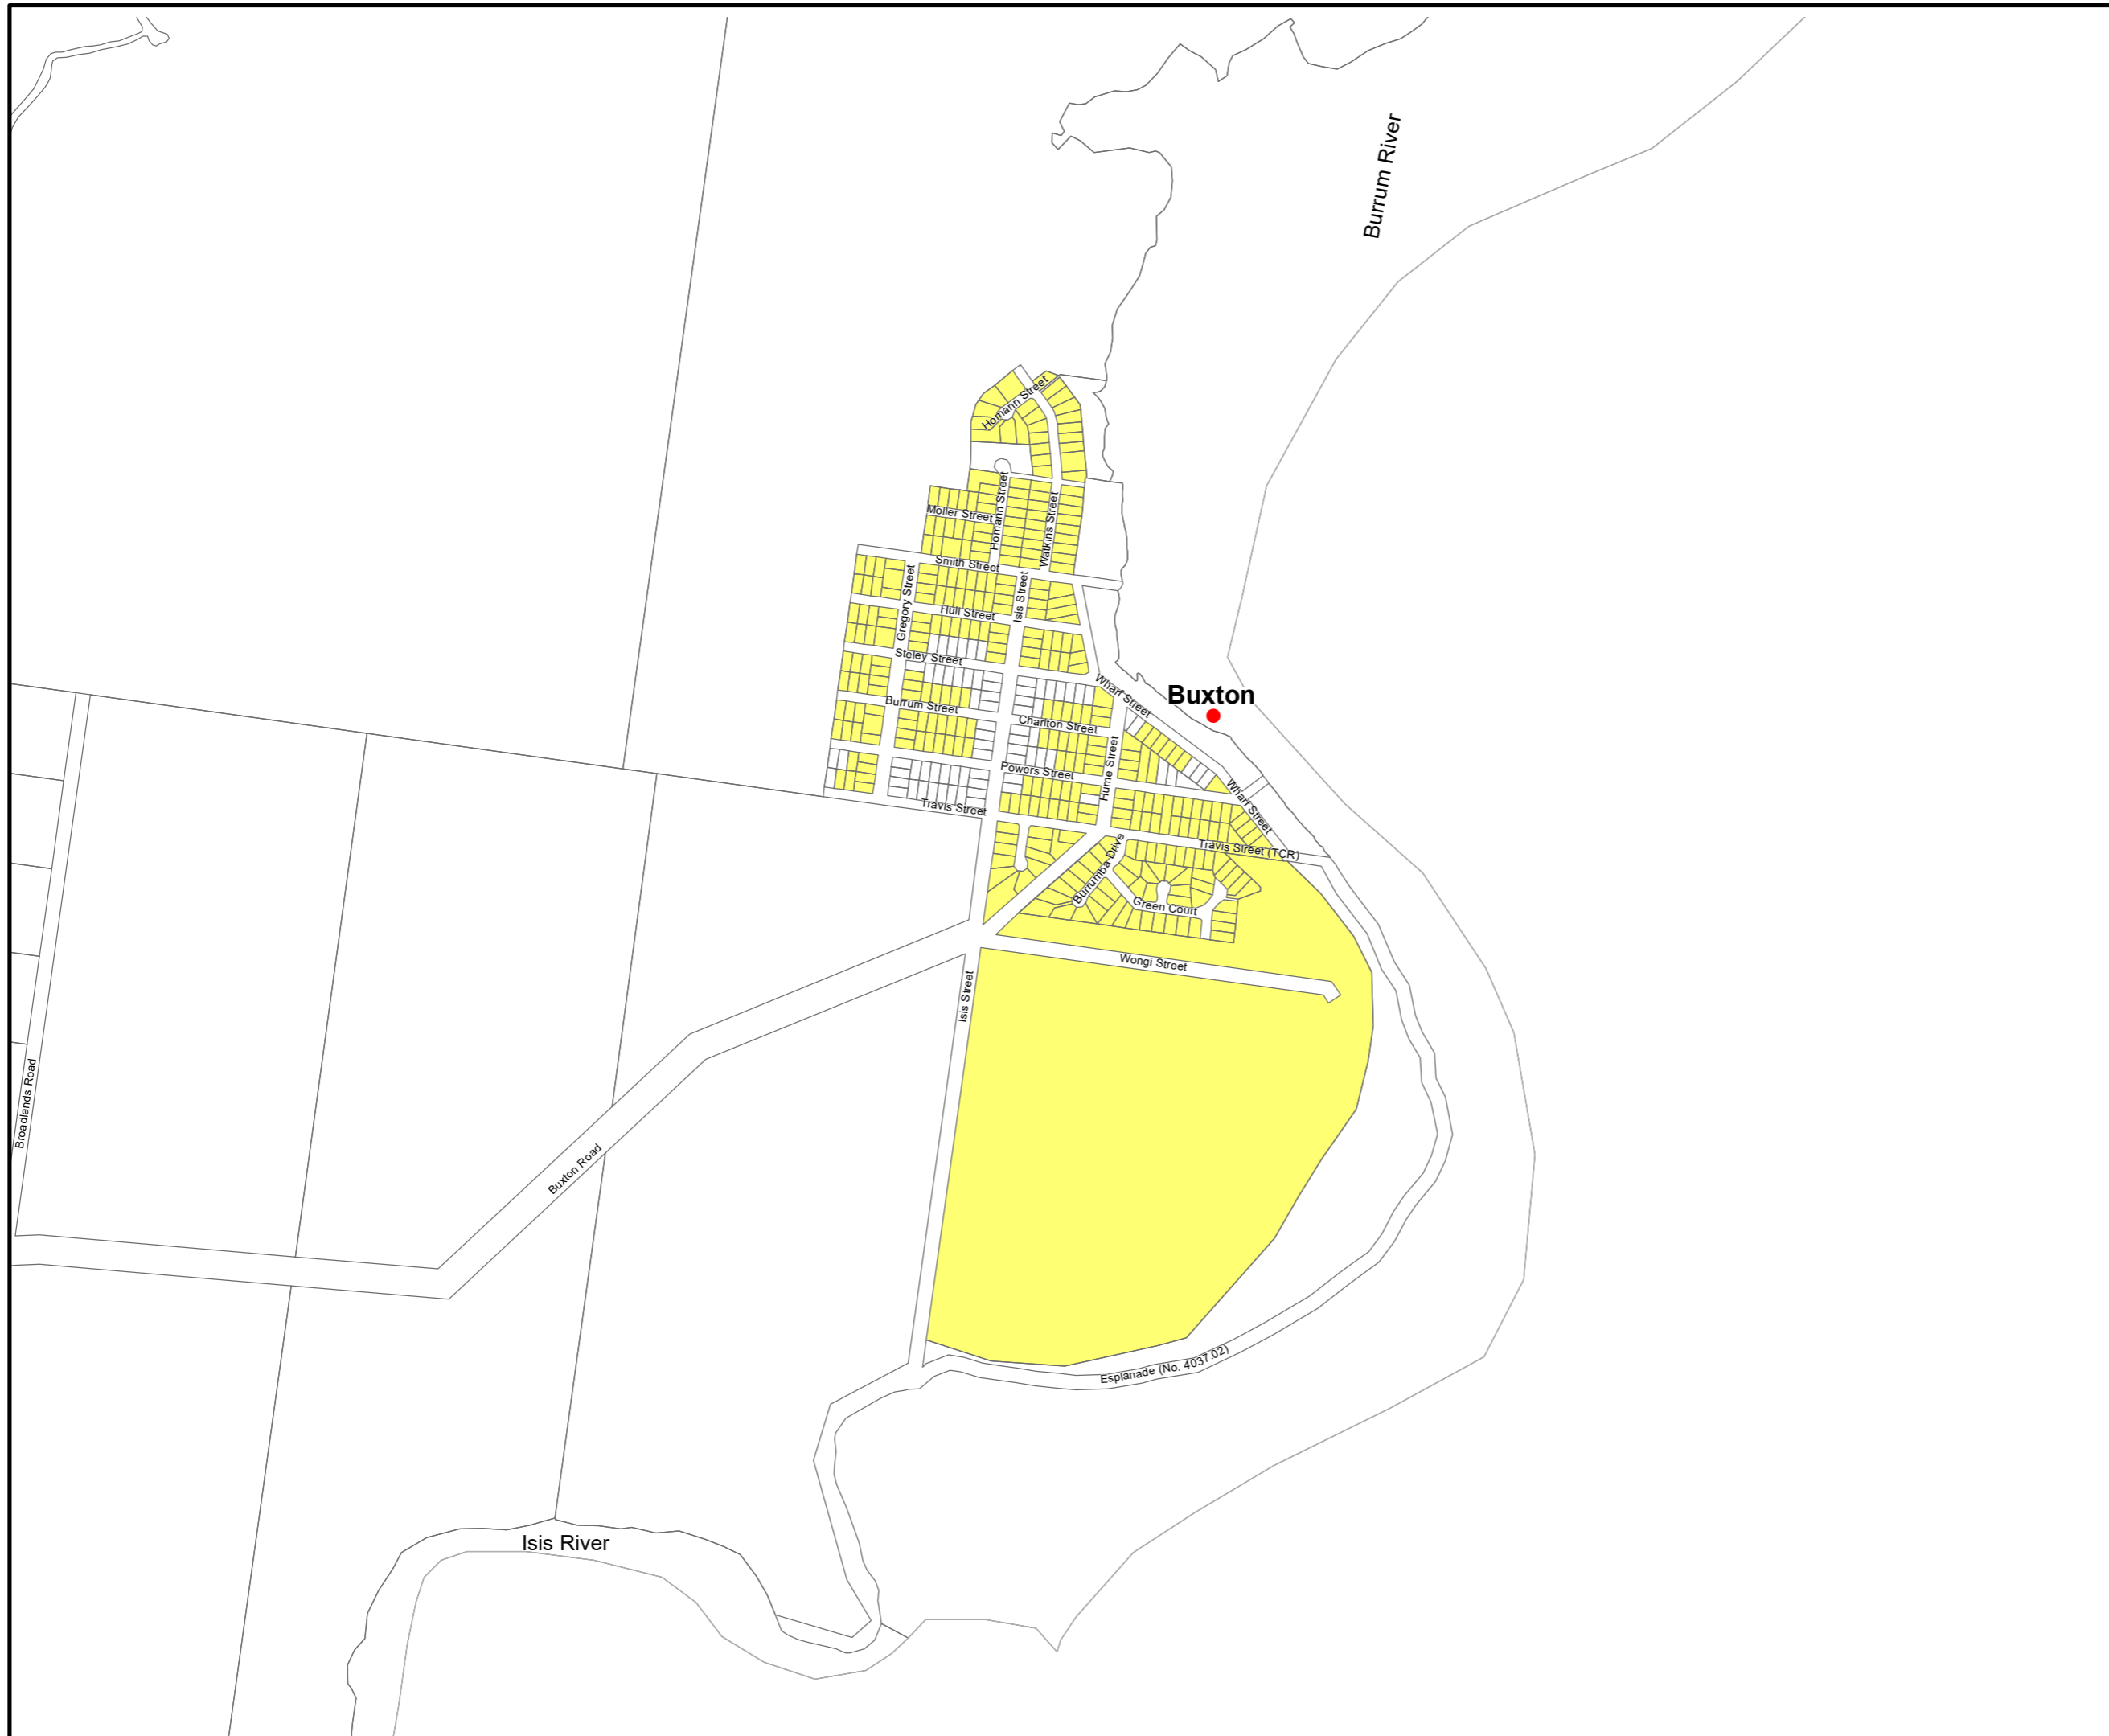 Burrum River
Homann Street
Moller Street
Homann Street
Watkins Street
Smith Street
Gregory Street
Isis Street
Hull Street
Steley Street
Wharf Street
Buxton
Burrum Street
Charlton Street
Hume Street
Powers Street
Wharf Street
Travis Street
Travis Street (TCR)
Burrumba Drive
Green Court
Wongi Street
Isis Street
Broadlands Road
Buxton Road
Esplanade (No. 4037.02)
Isis River